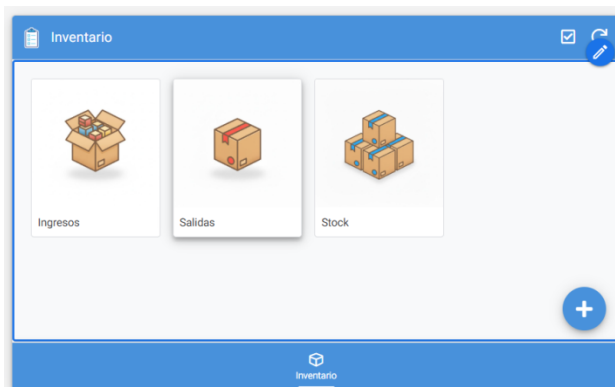 Inventario
Ingresos
Salidas
Stock
Inventario